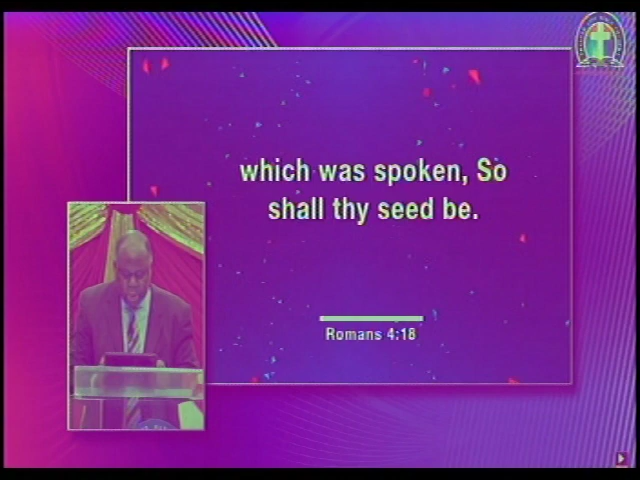 which was spoken, So
shall thy seed be.
Romans 4:18